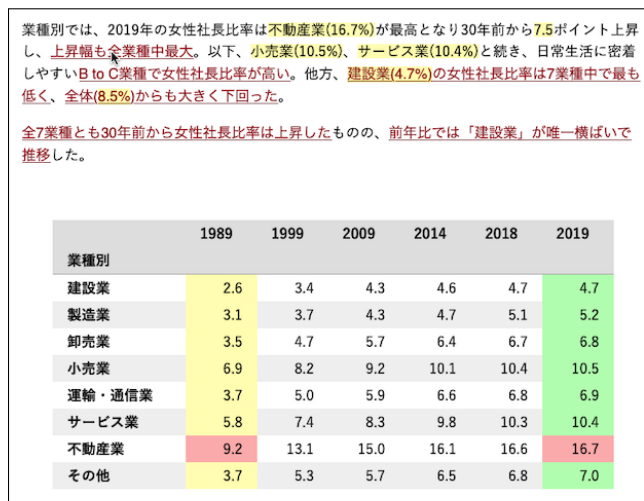 業種別では、2019年の女性社長比率は不動産業(16.7%)が最高となり30年前から7.5ポイント上昇
し、上昇幅も全業種中最大。以下、小売業(10.5%)、サービス業(10.4%)と続き、日常生活に密着
しやすいB to C業種で女性社長比率が高い。他方、建設業(4.7%)の女性社長比率は7業種中で最も
低く、全体(8.5%)からも大きく下回った。
全7業種とも30年前から女性社長比率は上昇したものの、前年比では「建設業」が唯一横ばいで
推移した。
1989 1999 2009 2014 2018 2019
業種別
建設業 2.6 3.4 4.3 4.6 4.7 4.7
製造業 3.1 3.7 4.3 4.7 5.1 5.2
卸売業 3.5 4.7 5.7 6.4 6.7 6.8
小売業 6.9 8.2 9.2 10.1 10.4 10.5
運輸・通信業 3.7 5.0 5.9 6.6 6.8 6.9
サービス業 5.8 7.4 8.3 9.8 10.3 10.4
不動産業 9.2 13.1 15.0 16.1 16.6 16.7
その他 3.7 5.3 5.7 6.5 6.8 7.0